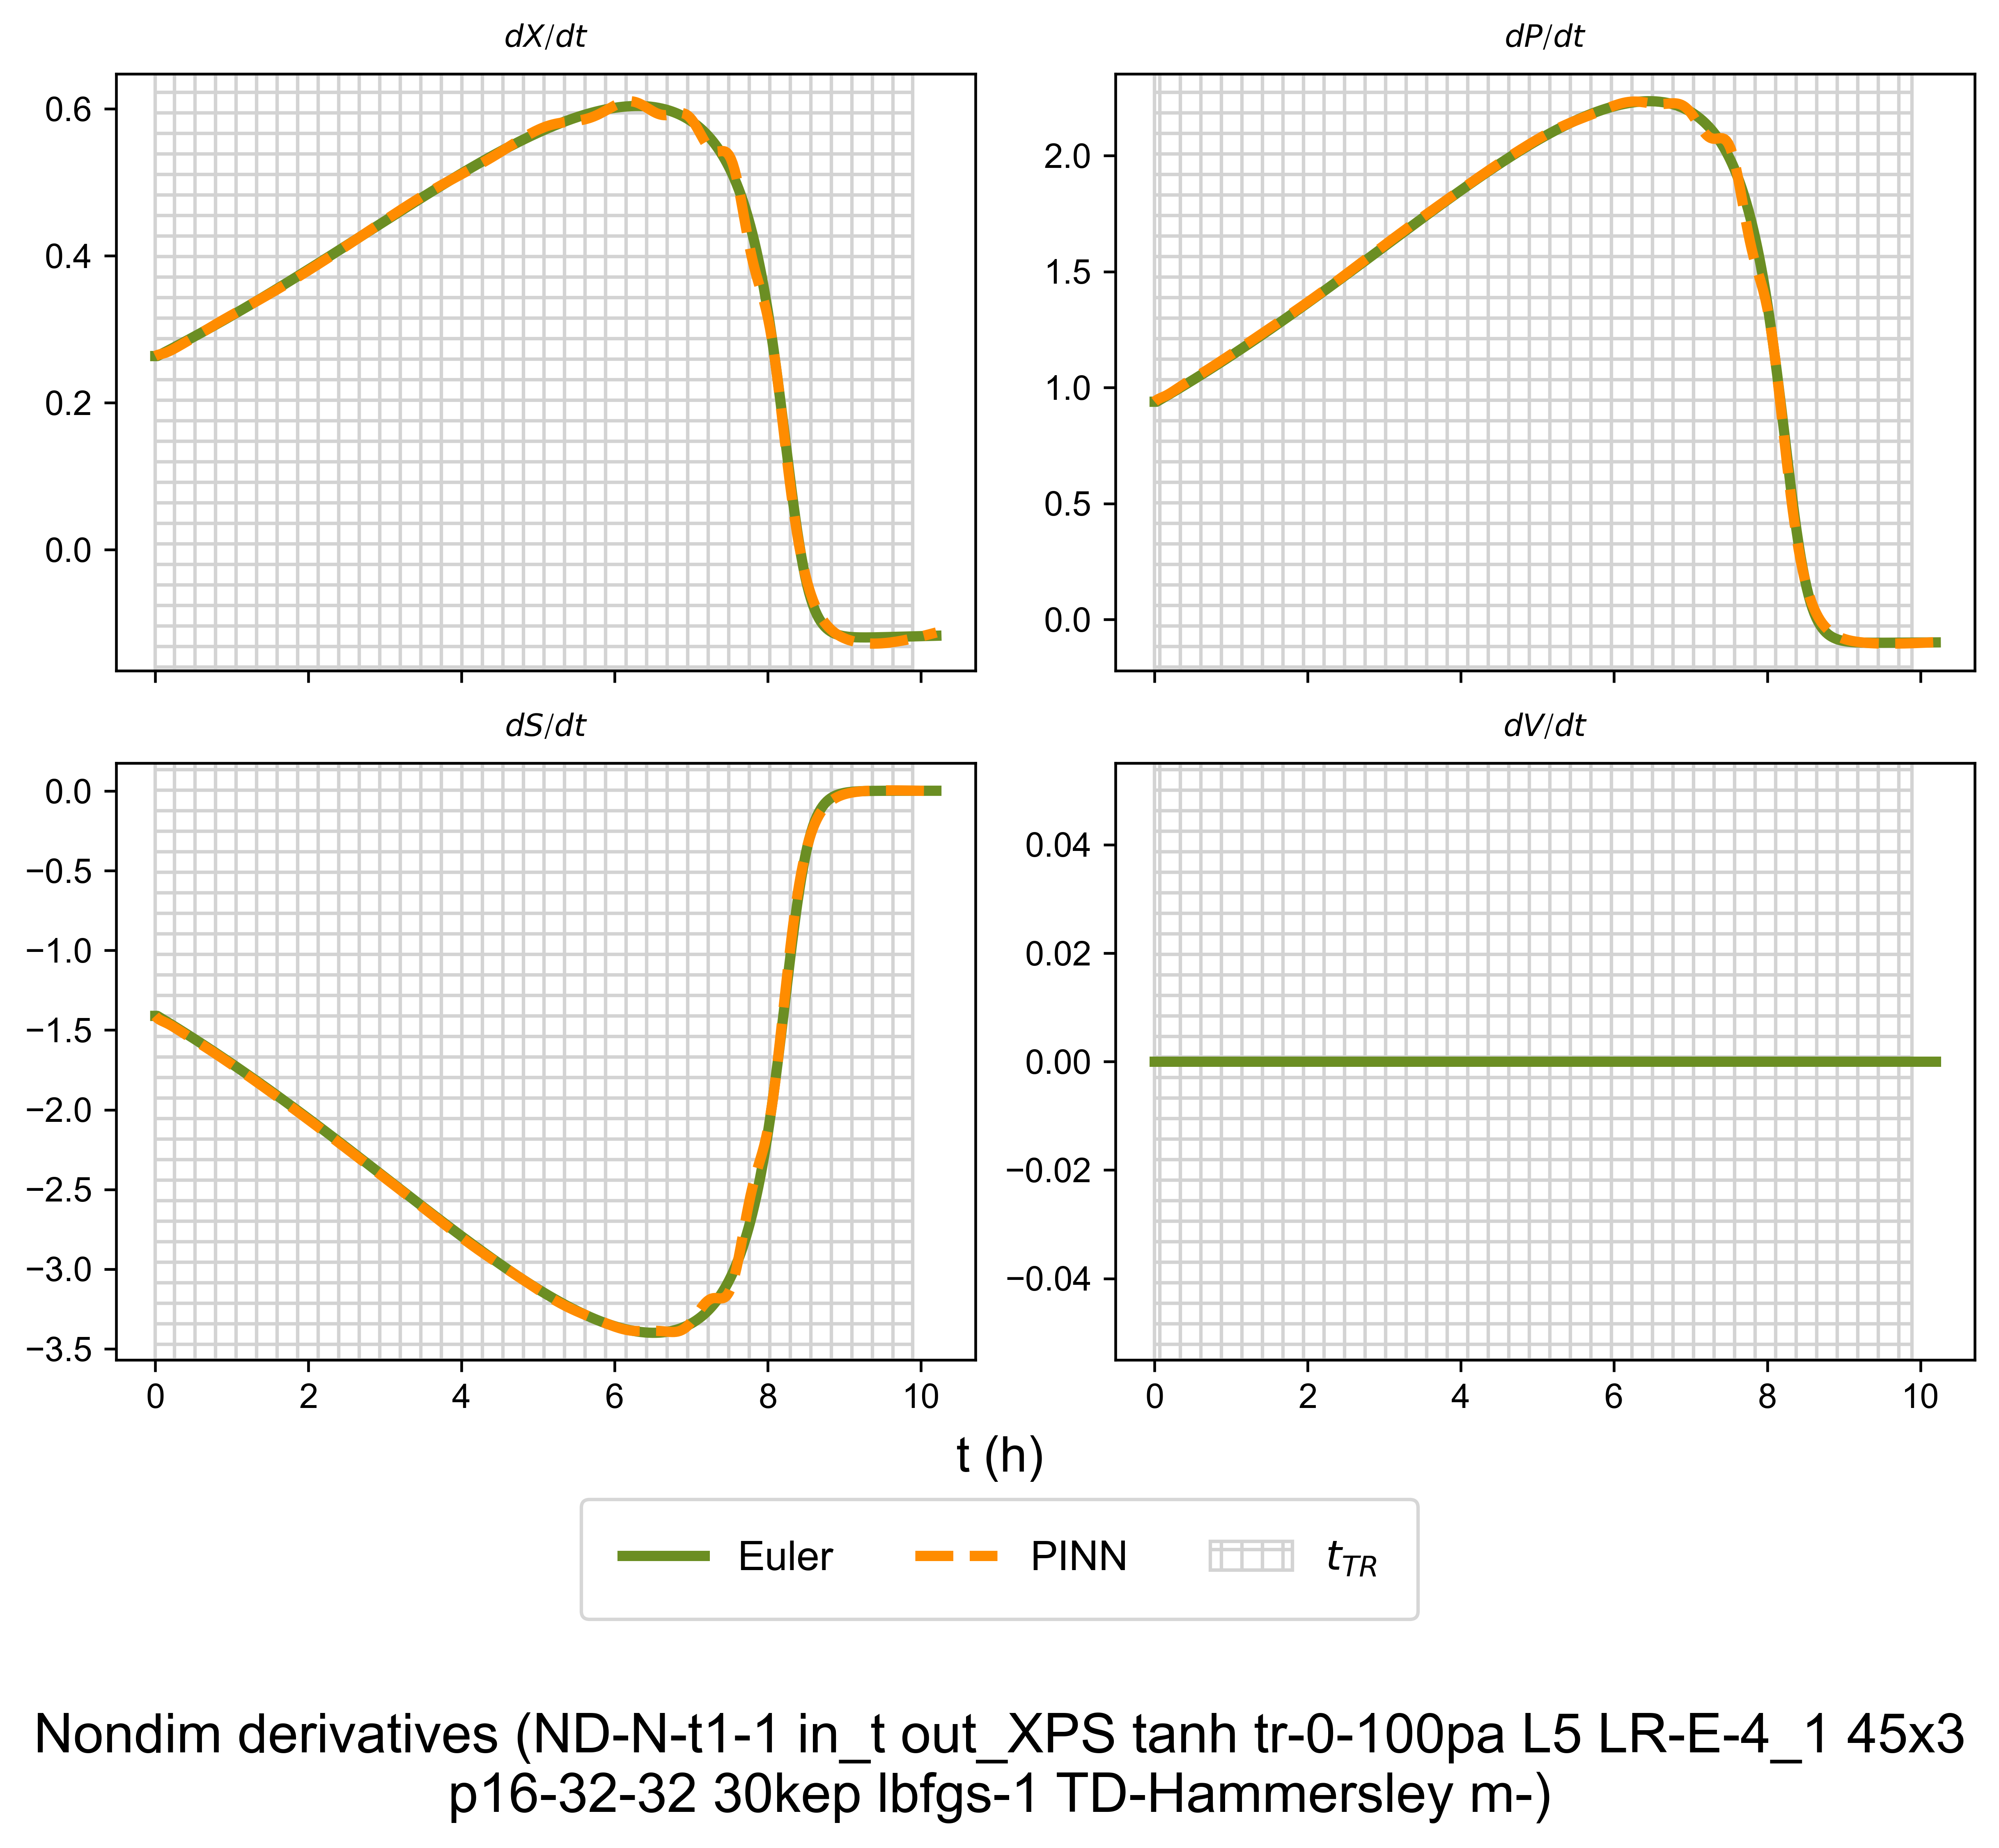 dX/dt
dP/dt
0.6
0.4
0.2
0.0
2.0
1.5
1.0
0.5
0.0
dS/dt
dV/dt
0.0
−0.5
−1.0
−1.5
−2.0
−2.5
−3.0
−3.5
0 2 4 6 8 10
0.04
0.02
0.00
−0.02
−0.04
0 2 4 6 8 10
t (h)
Euler PINN t_TR
Nondim derivatives (ND-N-t1-1 in_t out_XPS tanh tr-0-100pa L5 LR-E-4_1 45x3
p16-32-32 30kep lbfgs-1 TD-Hammersley m-)